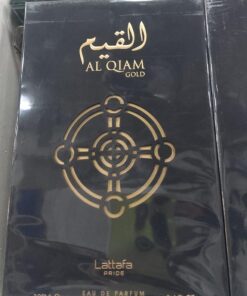 القيم
AL QIAM
GOLD
Lattafa
PRIDE
EAU DE PARFUM